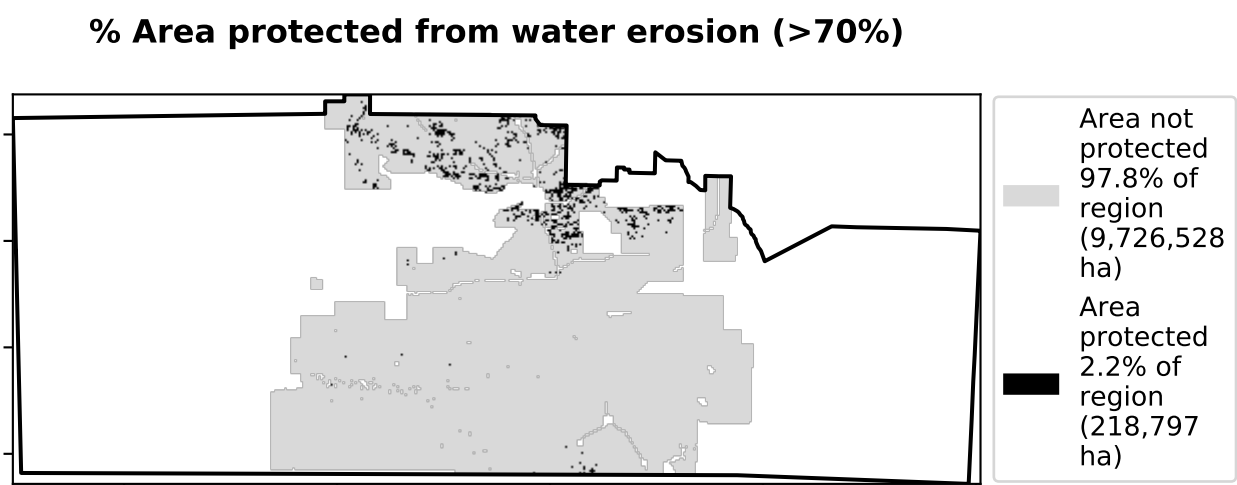 % Area protected from water erosion (>70%)
Area not
protected
97.8% of
region
(9,726,528
ha)
Area
protected
2.2% of
region
(218,797
ha)